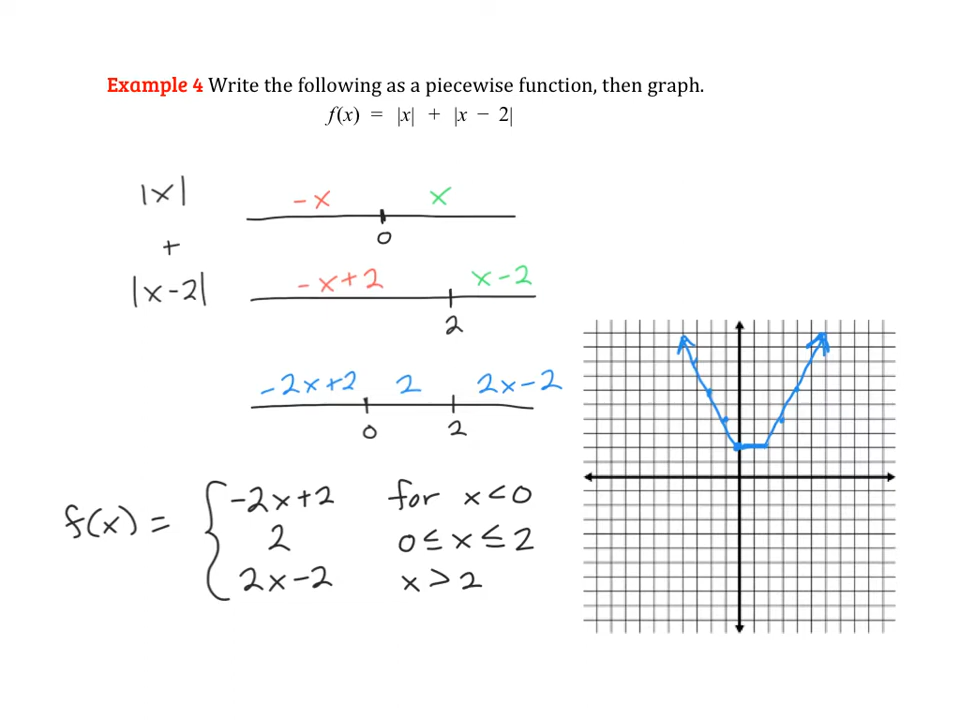 Example 4 Write the following as a piecewise function, then graph.
f(x) = |x| + |x − 2|
|x|
-x
x
0
+
|x-2|
-x+2
x-2
2
-2x+2
2
2x-2
0
2
f(x) = { -2x+2 for x<0
2 0≤x≤2
2x-2 x>2